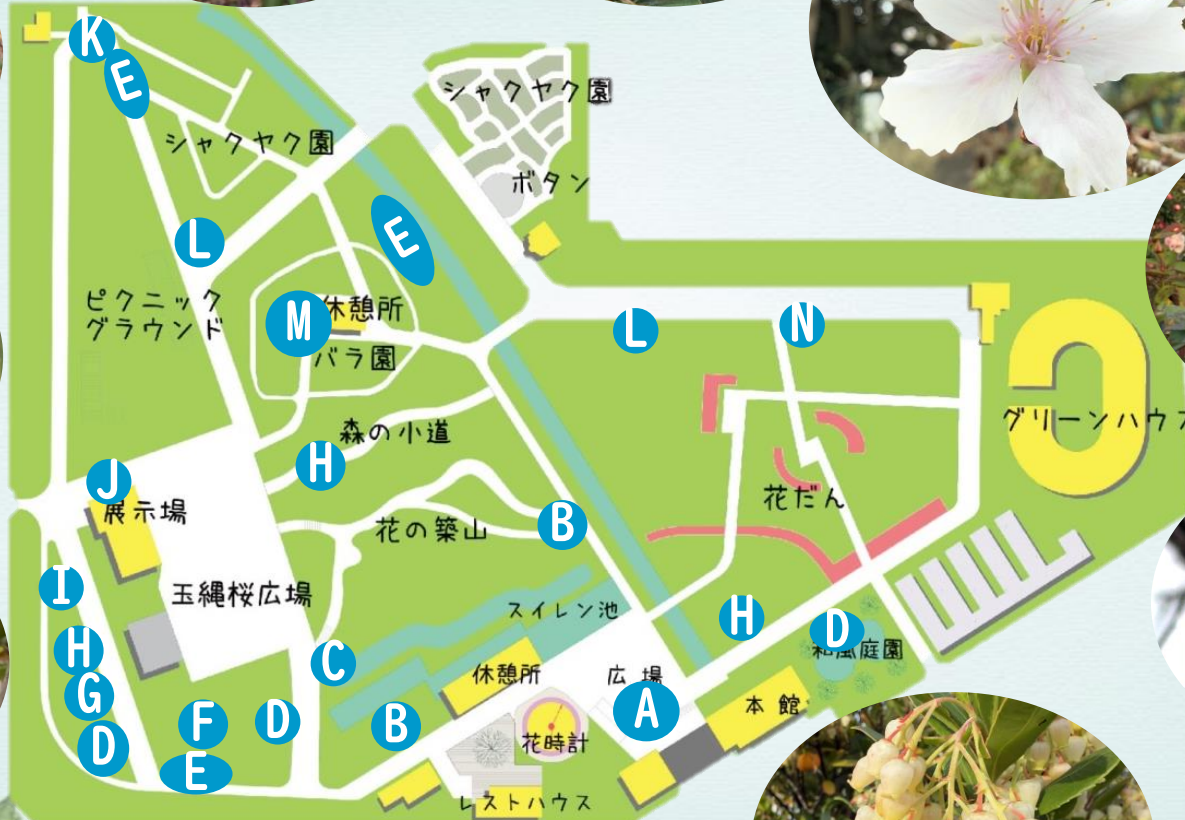 K
E
シャクヤク園
シャクヤク園
ボタン
L
E
ピクニック
グラウンド
M
休憩所
バラ園
L
N
グリーンハウス
森の小道
H
J
展示場
花の築山
B
花だん
I
玉縄桜広場
スイレン池
H
D
和風庭園
H
C
休憩所
広場
G
F
D
B
A
本館
D
E
花時計
レストハウス